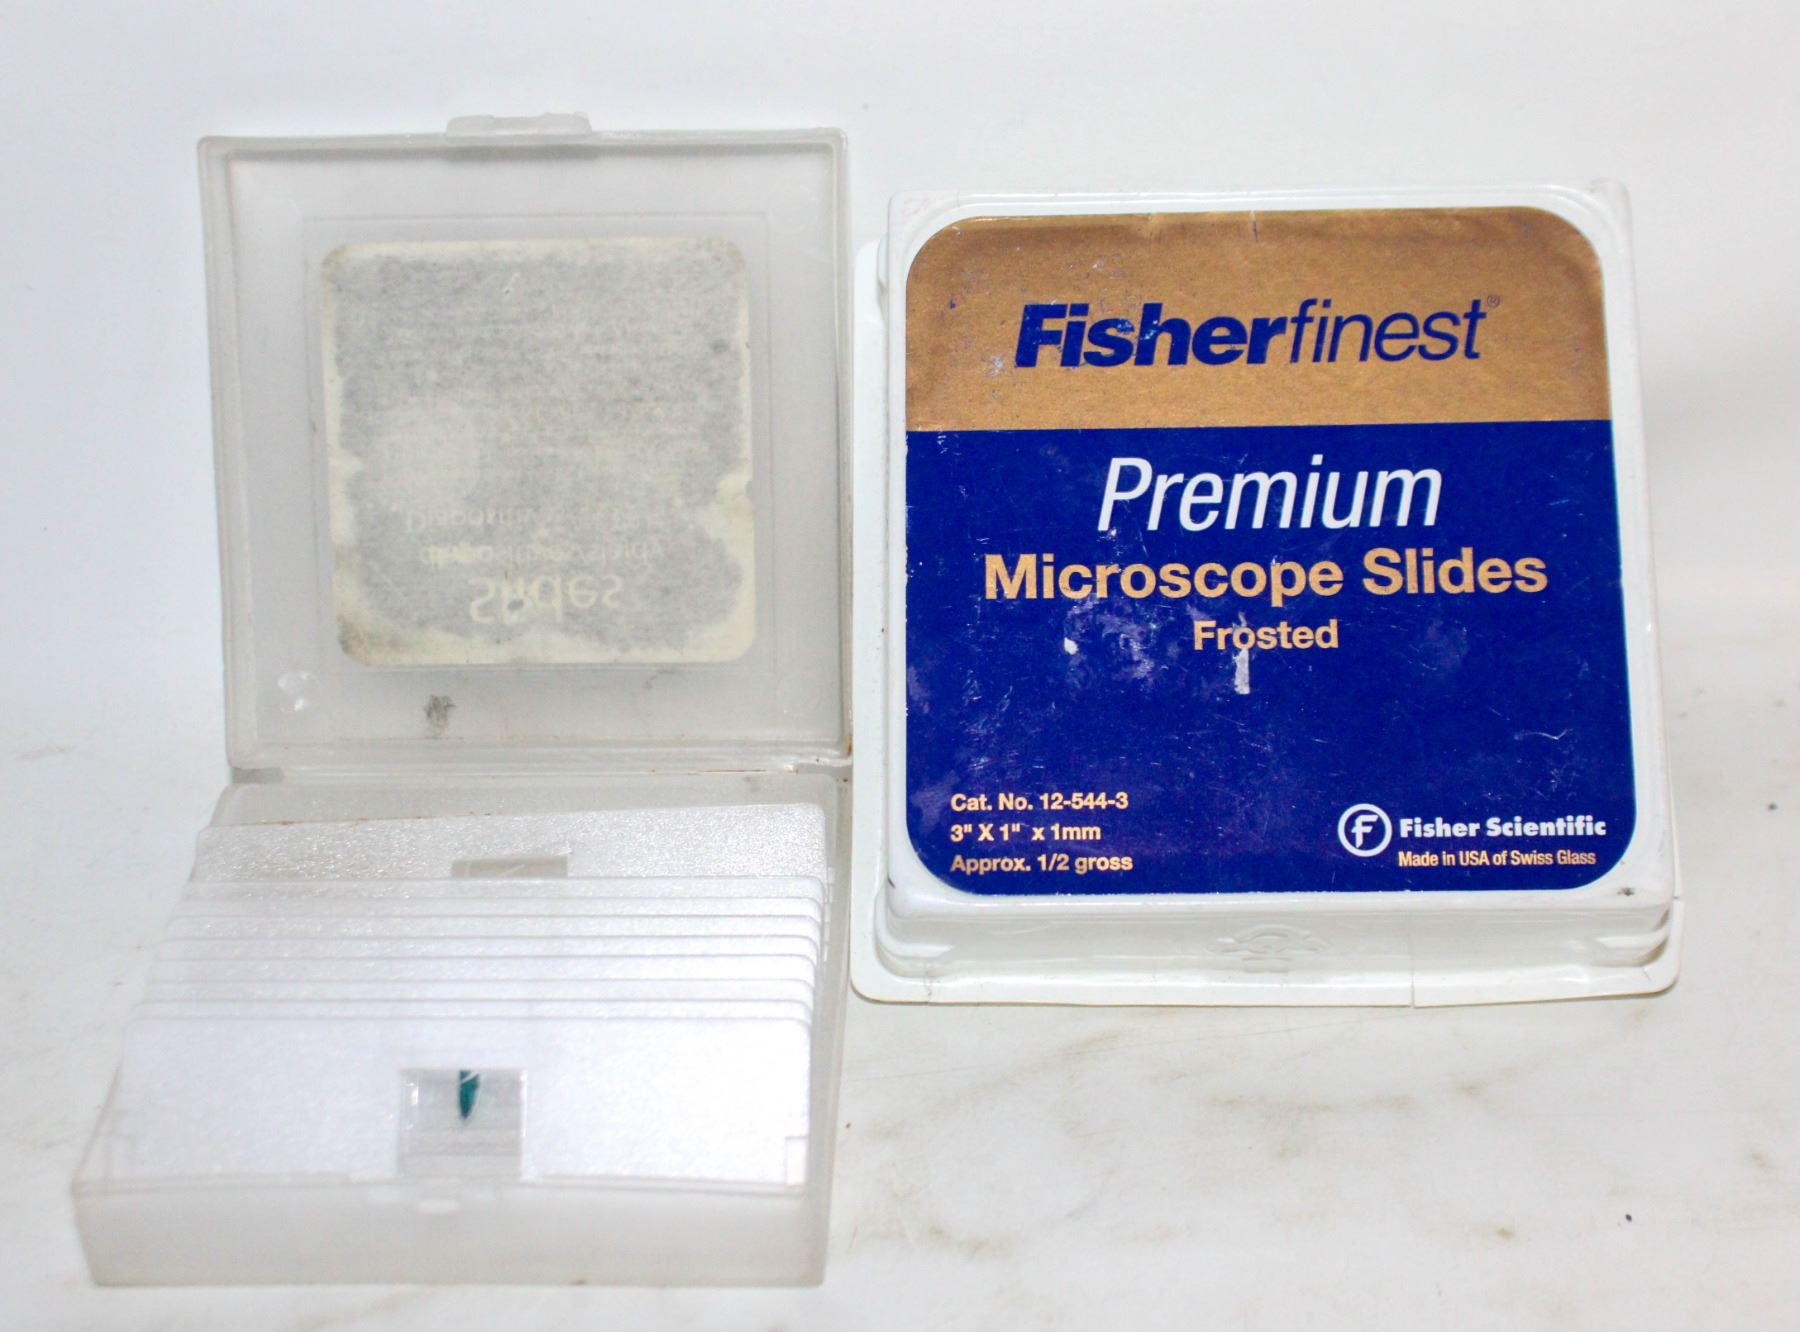 Slides
Fisherfinest®
Premium
Microscope Slides
Frosted
Cat. No. 12-544-3
3" X 1" x 1mm
Approx. 1/2 gross
f Fisher Scientific
Made in USA of Swiss Glass